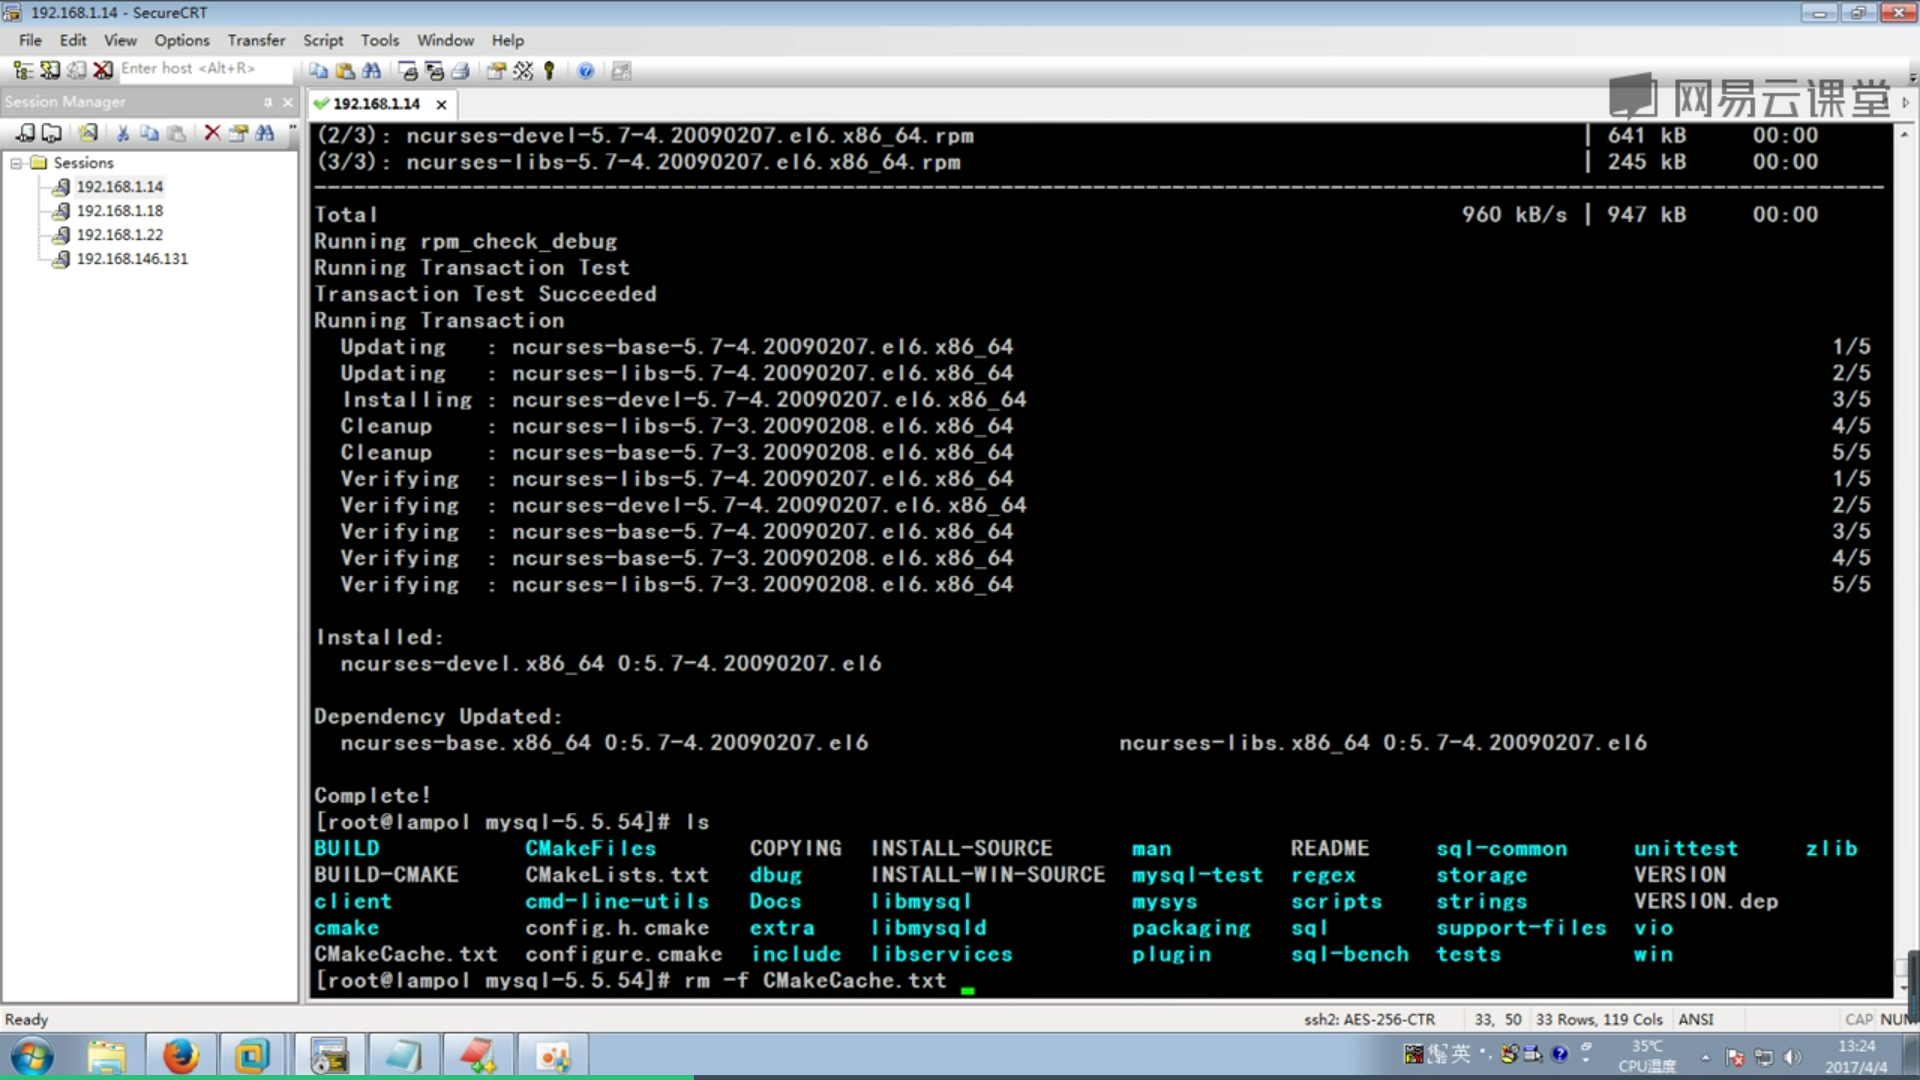 192.168.1.14 - SecureCRT
File Edit View Options Transfer Script Tools Window Help
Enter host <Alt+R>
网易云课堂
Session Manager
192.168.1.14
Sessions
192.168.1.14
192.168.1.18
192.168.1.22
192.168.146.131
(2/3): ncurses-devel-5.7-4.20090207.el6.x86_64.rpm | 641 kB 00:00
(3/3): ncurses-libs-5.7-4.20090207.el6.x86_64.rpm | 245 kB 00:00
Total 960 kB/s | 947 kB 00:00
Running rpm_check_debug
Running Transaction Test
Transaction Test Succeeded
Running Transaction
Updating : ncurses-base-5.7-4.20090207.el6.x86_64 1/5
Updating : ncurses-libs-5.7-4.20090207.el6.x86_64 2/5
Installing : ncurses-devel-5.7-4.20090207.el6.x86_64 3/5
Cleanup : ncurses-libs-5.7-3.20090208.el6.x86_64 4/5
Cleanup : ncurses-base-5.7-3.20090208.el6.x86_64 5/5
Verifying : ncurses-libs-5.7-4.20090207.el6.x86_64 1/5
Verifying : ncurses-devel-5.7-4.20090207.el6.x86_64 2/5
Verifying : ncurses-base-5.7-4.20090207.el6.x86_64 3/5
Verifying : ncurses-base-5.7-3.20090208.el6.x86_64 4/5
Verifying : ncurses-libs-5.7-3.20090208.el6.x86_64 5/5
Installed:
ncurses-devel.x86_64 0:5.7-4.20090207.el6
Dependency Updated:
ncurses-base.x86_64 0:5.7-4.20090207.el6 ncurses-libs.x86_64 0:5.7-4.20090207.el6
Complete!
[root@lampol mysql-5.5.54]# ls
BUILD CMakeFiles COPYING INSTALL-SOURCE man README sql-common unittest zlib
BUILD-CMAKE CMakeLists.txt dbug INSTALL-WIN-SOURCE mysql-test regex storage VERSION
client cmd-line-utils Docs libmysql mysys scripts strings VERSION.dep
cmake config.h.cmake extra libmysqld packaging sql support-files vio
CMakeCache.txt configure.cmake include libservices plugin sql-bench tests win
[root@lampol mysql-5.5.54]# rm -f CMakeCache.txt
Ready ssh2: AES-256-CTR 33, 50 33 Rows, 119 Cols ANSI CAP NUM
英 35℃ 13:24
CPU温度 2017/4/4